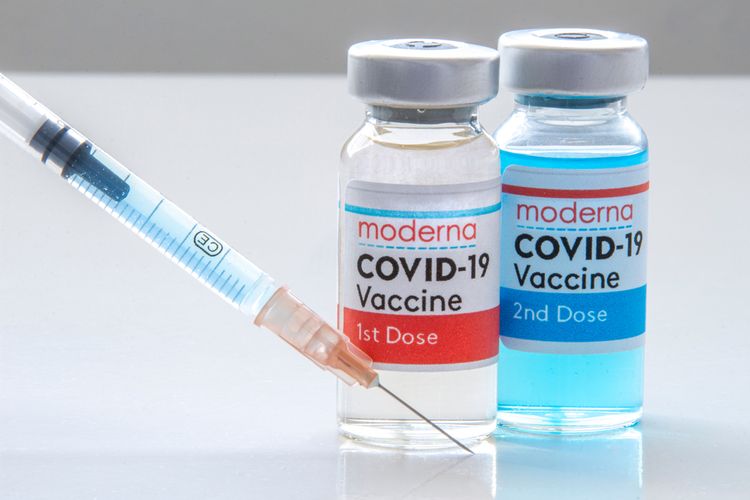 CE
moderna
COVID-19
Vaccine
1st Dose
moderna
COVID-19
Vaccine
2nd Dose